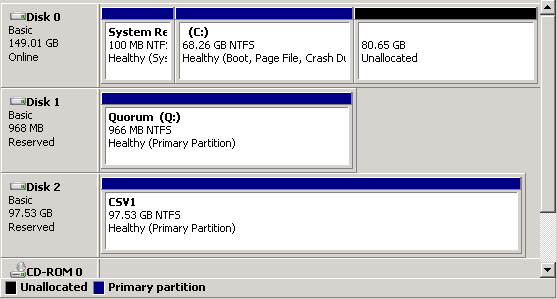 Disk 0
Basic
149.01 GB
Online
System Re
100 MB NTF
Healthy (Sys
(C:)
68.26 GB NTFS
Healthy (Boot, Page File, Crash Du
80.65 GB
Unallocated
Disk 1
Basic
968 MB
Reserved
Quorum (Q:)
966 MB NTFS
Healthy (Primary Partition)
Disk 2
Basic
97.53 GB
Reserved
CSV1
97.53 GB NTFS
Healthy (Primary Partition)
CD-ROM 0
Unallocated Primary partition